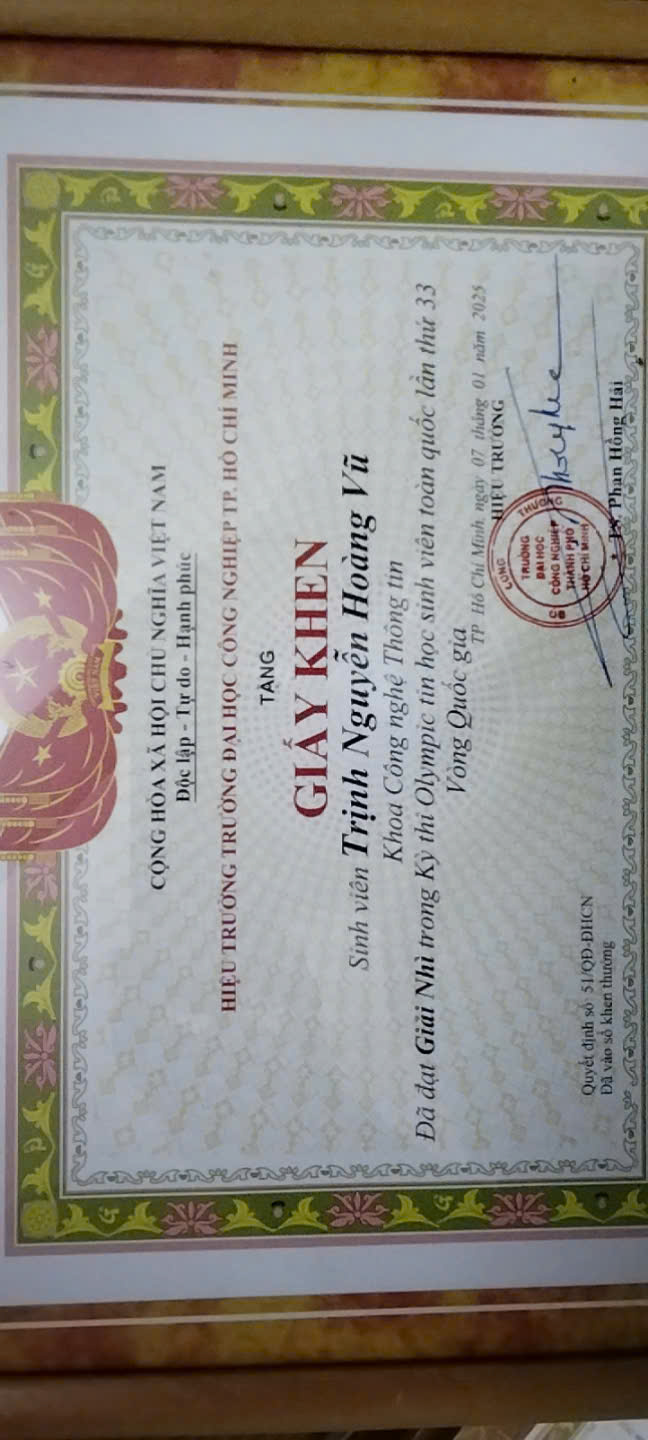 VIỆT NAM
CỘNG HÒA XÃ HỘI CHỦ NGHĨA VIỆT NAM
Độc lập - Tự do - Hạnh phúc
HIỆU TRƯỞNG TRƯỜNG ĐẠI HỌC CÔNG NGHIỆP TP. HỒ CHÍ MINH
TẶNG
GIẤY KHEN
Sinh viên Trịnh Nguyễn Hoàng Vũ
Khoa Công nghệ Thông tin
Đã đạt Giải Nhì trong Kỳ thi Olympic tin học sinh viên toàn quốc lần thứ 33
Vòng Quốc gia
TP. Hồ Chí Minh, ngày 07 tháng 01 năm 2025
HIỆU TRƯỞNG
BỘ CÔNG THƯƠNG
TRƯỜNG
ĐẠI HỌC
CÔNG NGHIỆP
THÀNH PHỐ
HỒ CHÍ MINH
Quyết định số: 51/QĐ-ĐHCN
Đã vào sổ khen thưởng
TS. Phan Hồng Hải